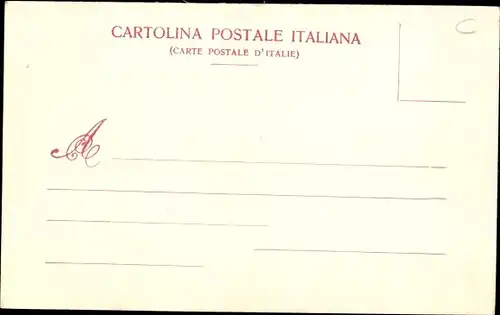 CARTOLINA POSTALE ITALIANA
(CARTE POSTALE D'ITALIE)
A
C